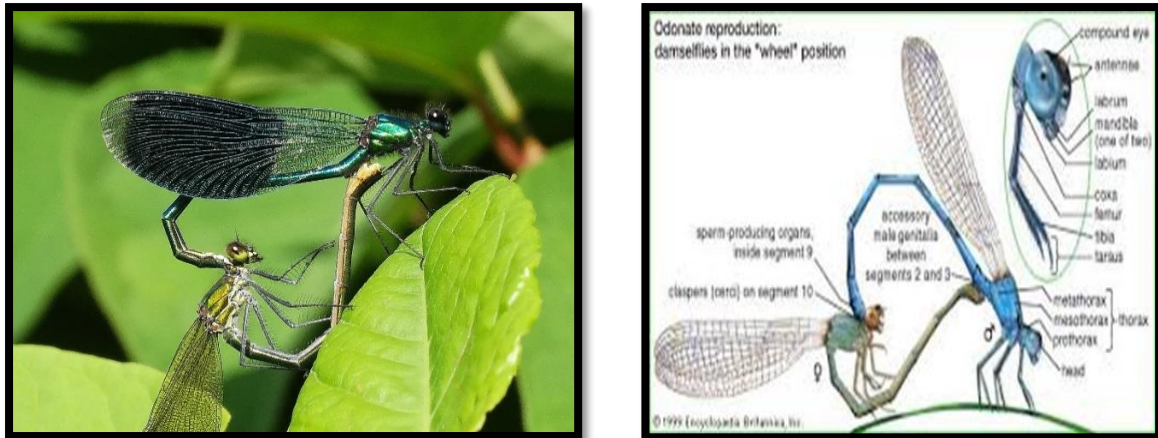 Odonate reproduction:
damselflies in the "wheel" position
compound eye
antennae
labrum
mandible
(one of two)
labium
coxa
femur
tibia
tarsus
sperm-producing organs,
inside segment 9
accessory
male genitalia
between
segments 2 and 3
claspers (cerci) on segment 10
metathorax
mesothorax
prothorax
thorax
head
♂
♀
© 1999 Encyclopædia Britannica, Inc.